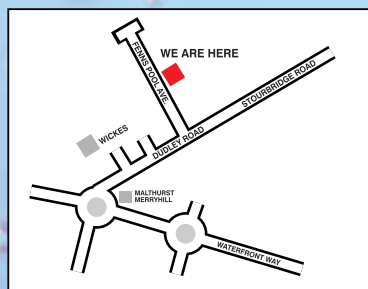 WE ARE HERE
FENNS POOL AVE.
STOURBRIDGE ROAD
WICKES
DUDLEY ROAD
MALTHURST
MERRYHILL
WATERFRONT WAY